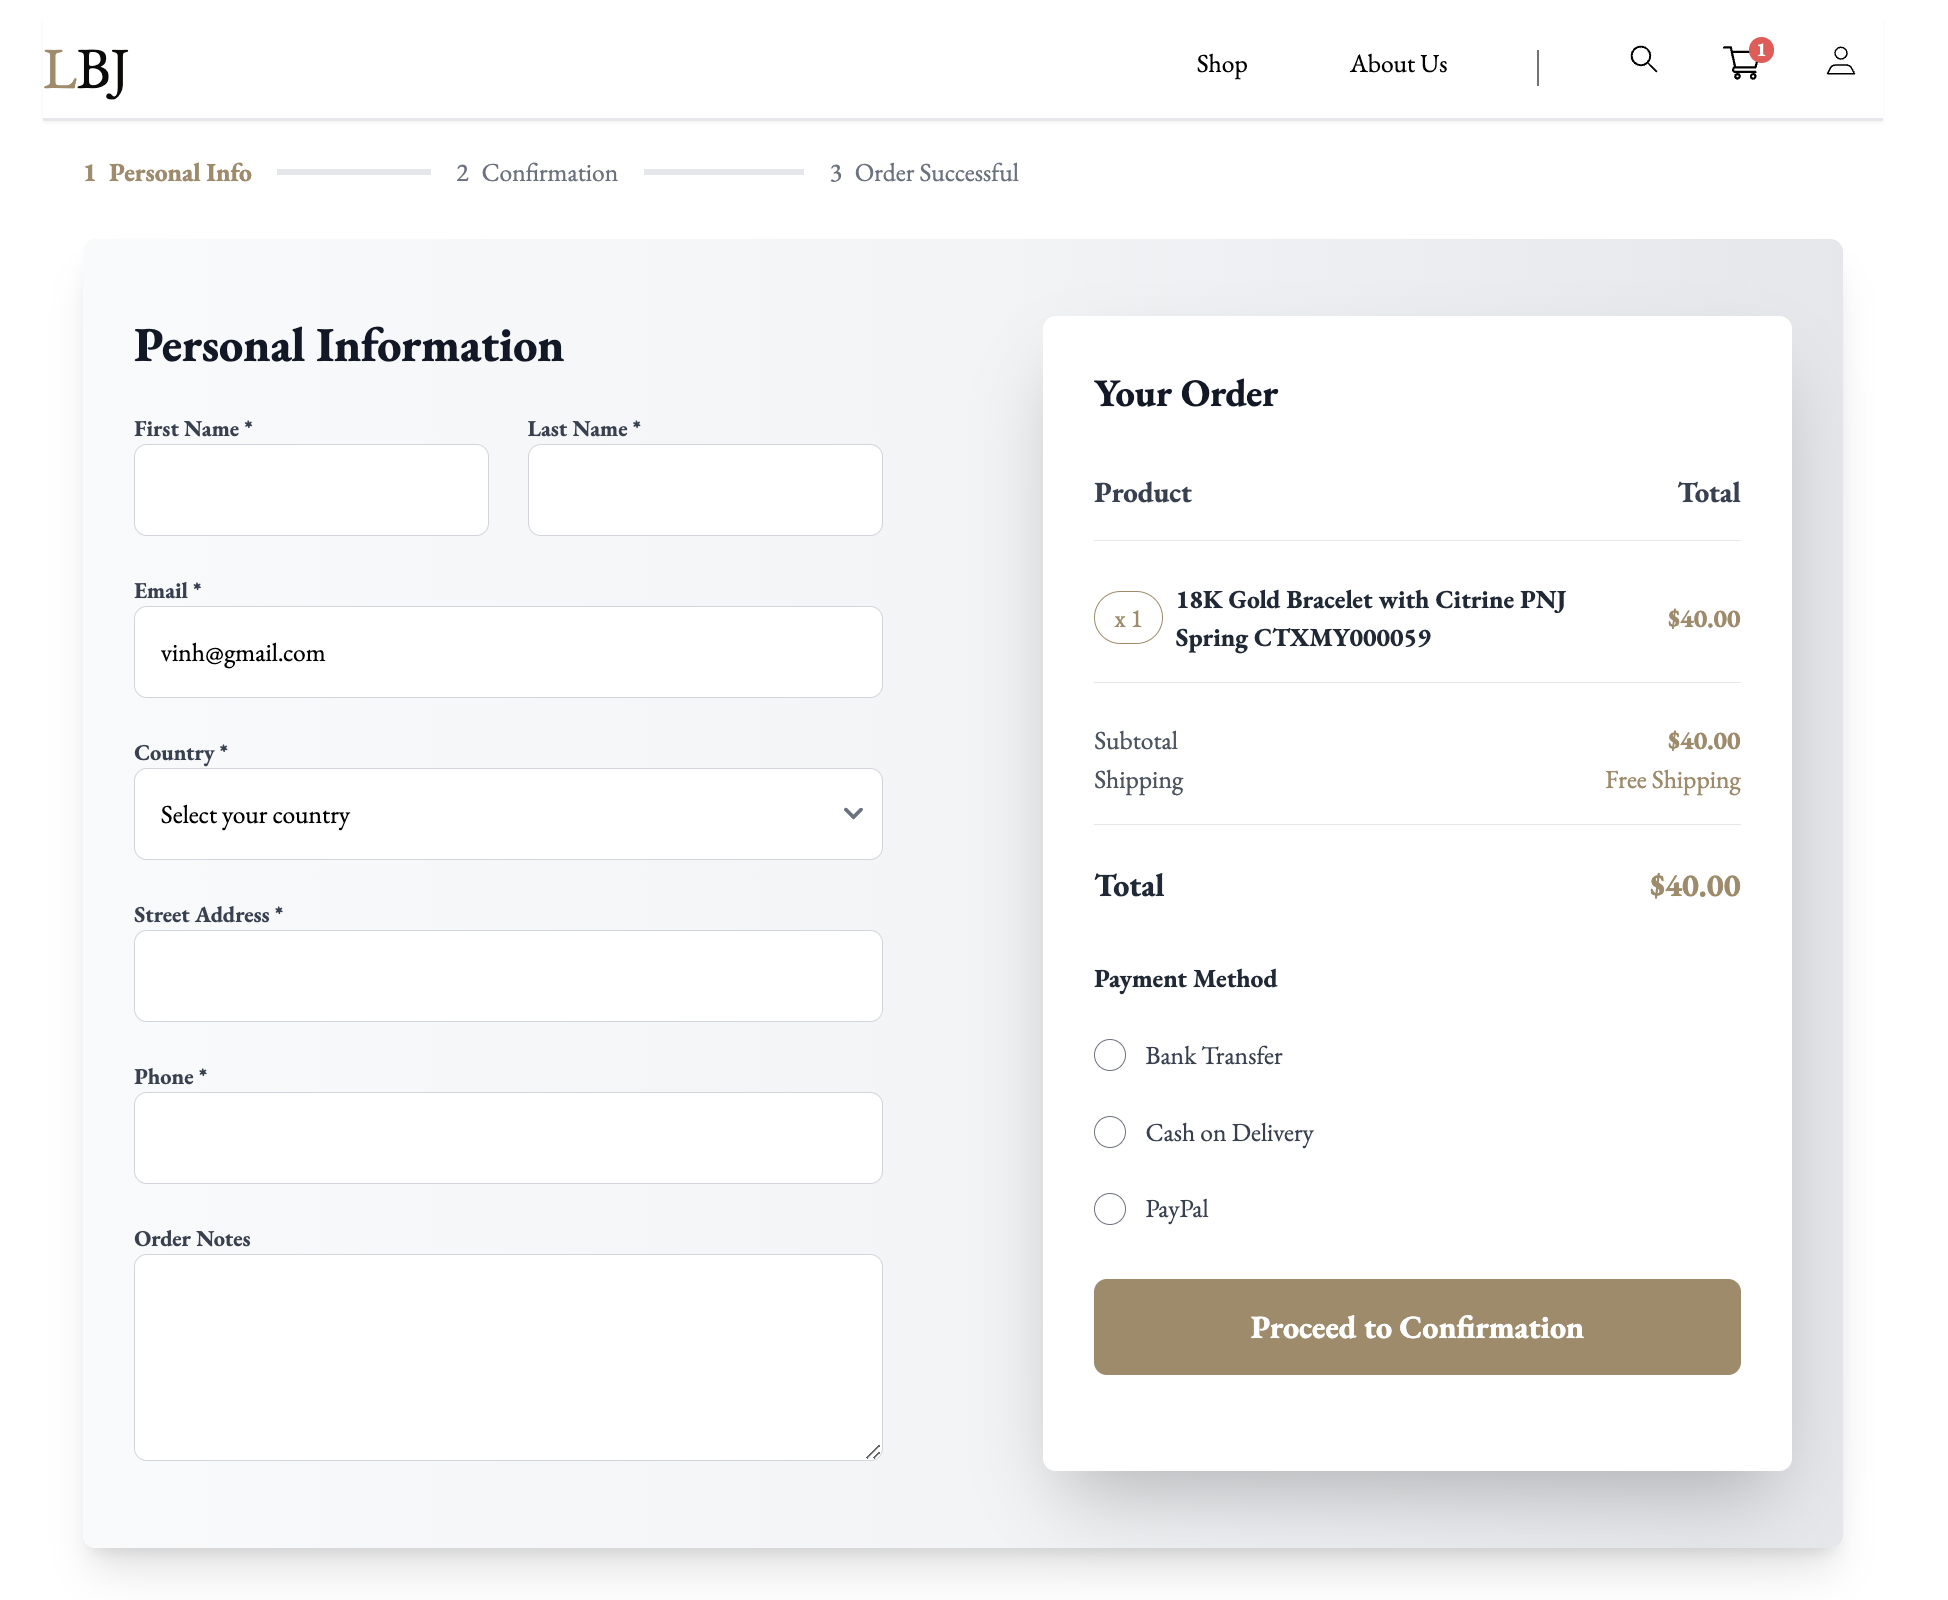 LBJ
Shop
About Us
1
1 Personal Info
2 Confirmation
3 Order Successful
Personal Information
First Name *
Last Name *
Email *
vinh@gmail.com
Country *
Select your country
Street Address *
Phone *
Order Notes
Your Order
Product
Total
x 1
18K Gold Bracelet with Citrine PNJ
Spring CTXMY000059
$40.00
Subtotal
$40.00
Shipping
Free Shipping
Total
$40.00
Payment Method
Bank Transfer
Cash on Delivery
PayPal
Proceed to Confirmation